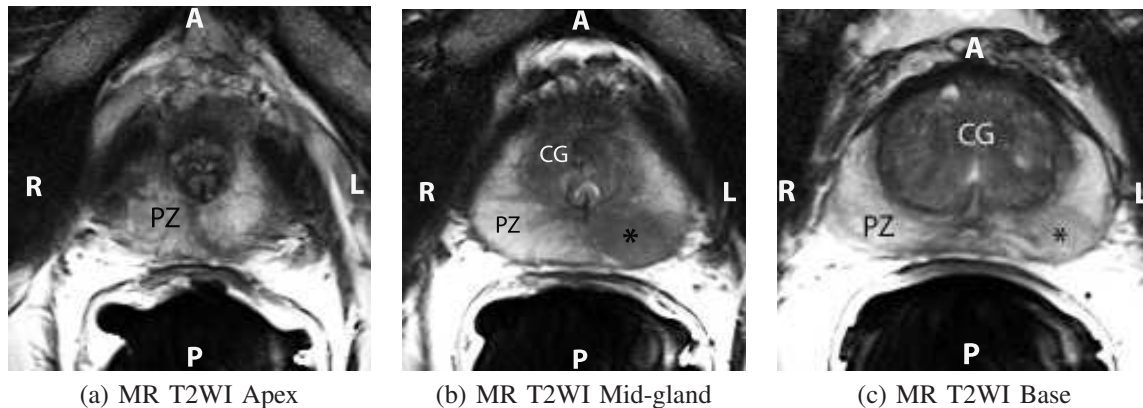 A
R
L
PZ
P
(a) MR T2WI Apex
A
CG
R
L
PZ
*
P
(b) MR T2WI Mid-gland
A
CG
R
L
PZ
*
P
(c) MR T2WI Base